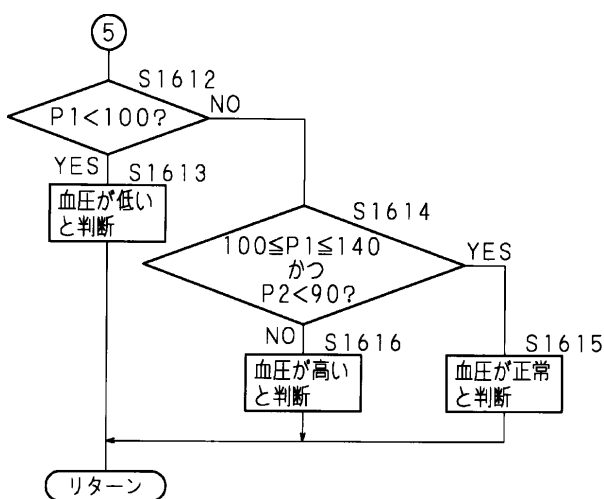 5
S1612
P1<100?
NO
YES
S1613
血圧が低い
と判断
S1614
100≦P1≦140
かつ
P2<90?
YES
NO
S1616
血圧が高い
と判断
S1615
血圧が正常
と判断
リターン